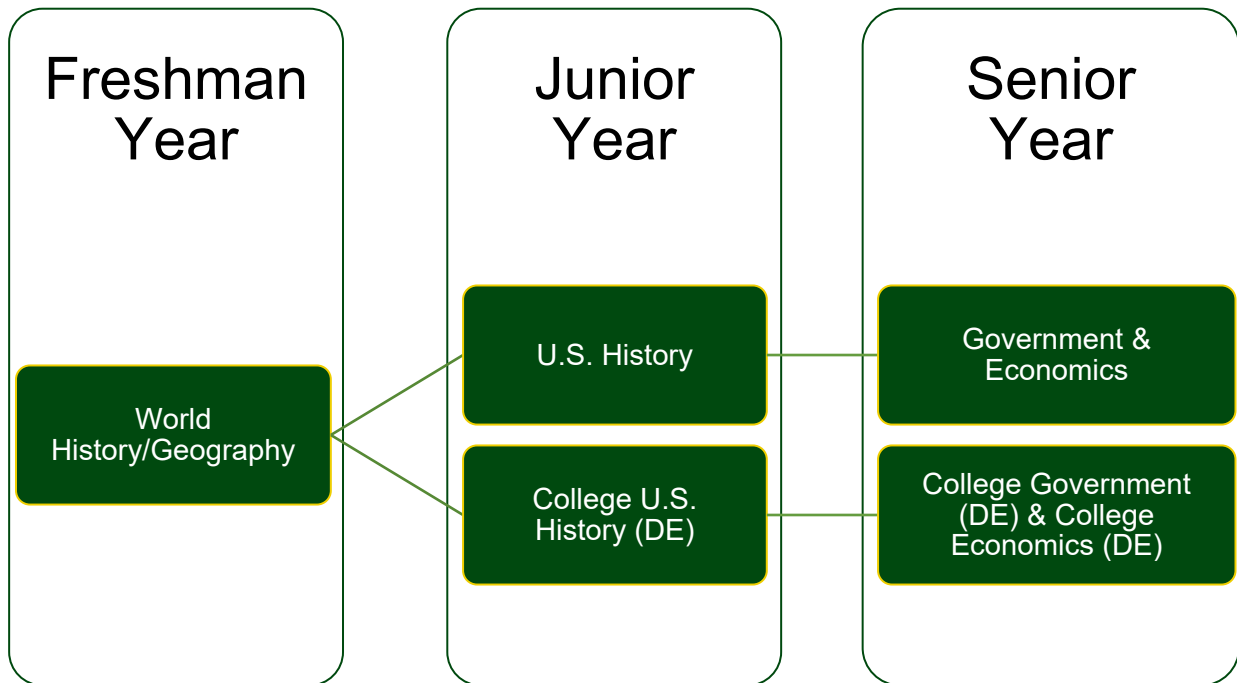 Freshman
Year
World
History/Geography
Junior
Year
U.S. History
College U.S.
History (DE)
Senior
Year
Government &
Economics
College Government
(DE) & College
Economics (DE)